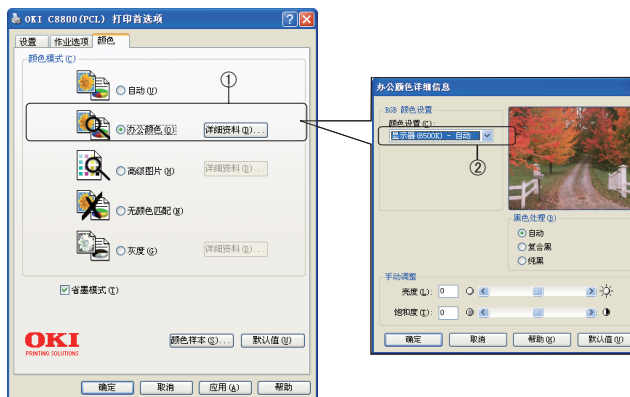 OKI C8800(PCL) 打印首选项
设置 作业选项 颜色
颜色模式(C)
自动(U)
①
办公颜色(O) 详细资料(D)...
高级图片(H) 详细资料(D)...
无颜色匹配(N)
灰度(G) 详细资料(D)...
省墨模式(T)
OKI
PRINTING SOLUTIONS
颜色样本(S)... 默认值(U)
确定 取消 应用(A) 帮助
办公颜色详细信息
RGB 颜色设置
颜色设置(C):
显示器(6500K) - 自动
②
黑色处理(B)
自动
复合黑
纯黑
手动调整
亮度(L): 0
饱和度(T): 0
确定 取消 帮助(X) 默认值(U)